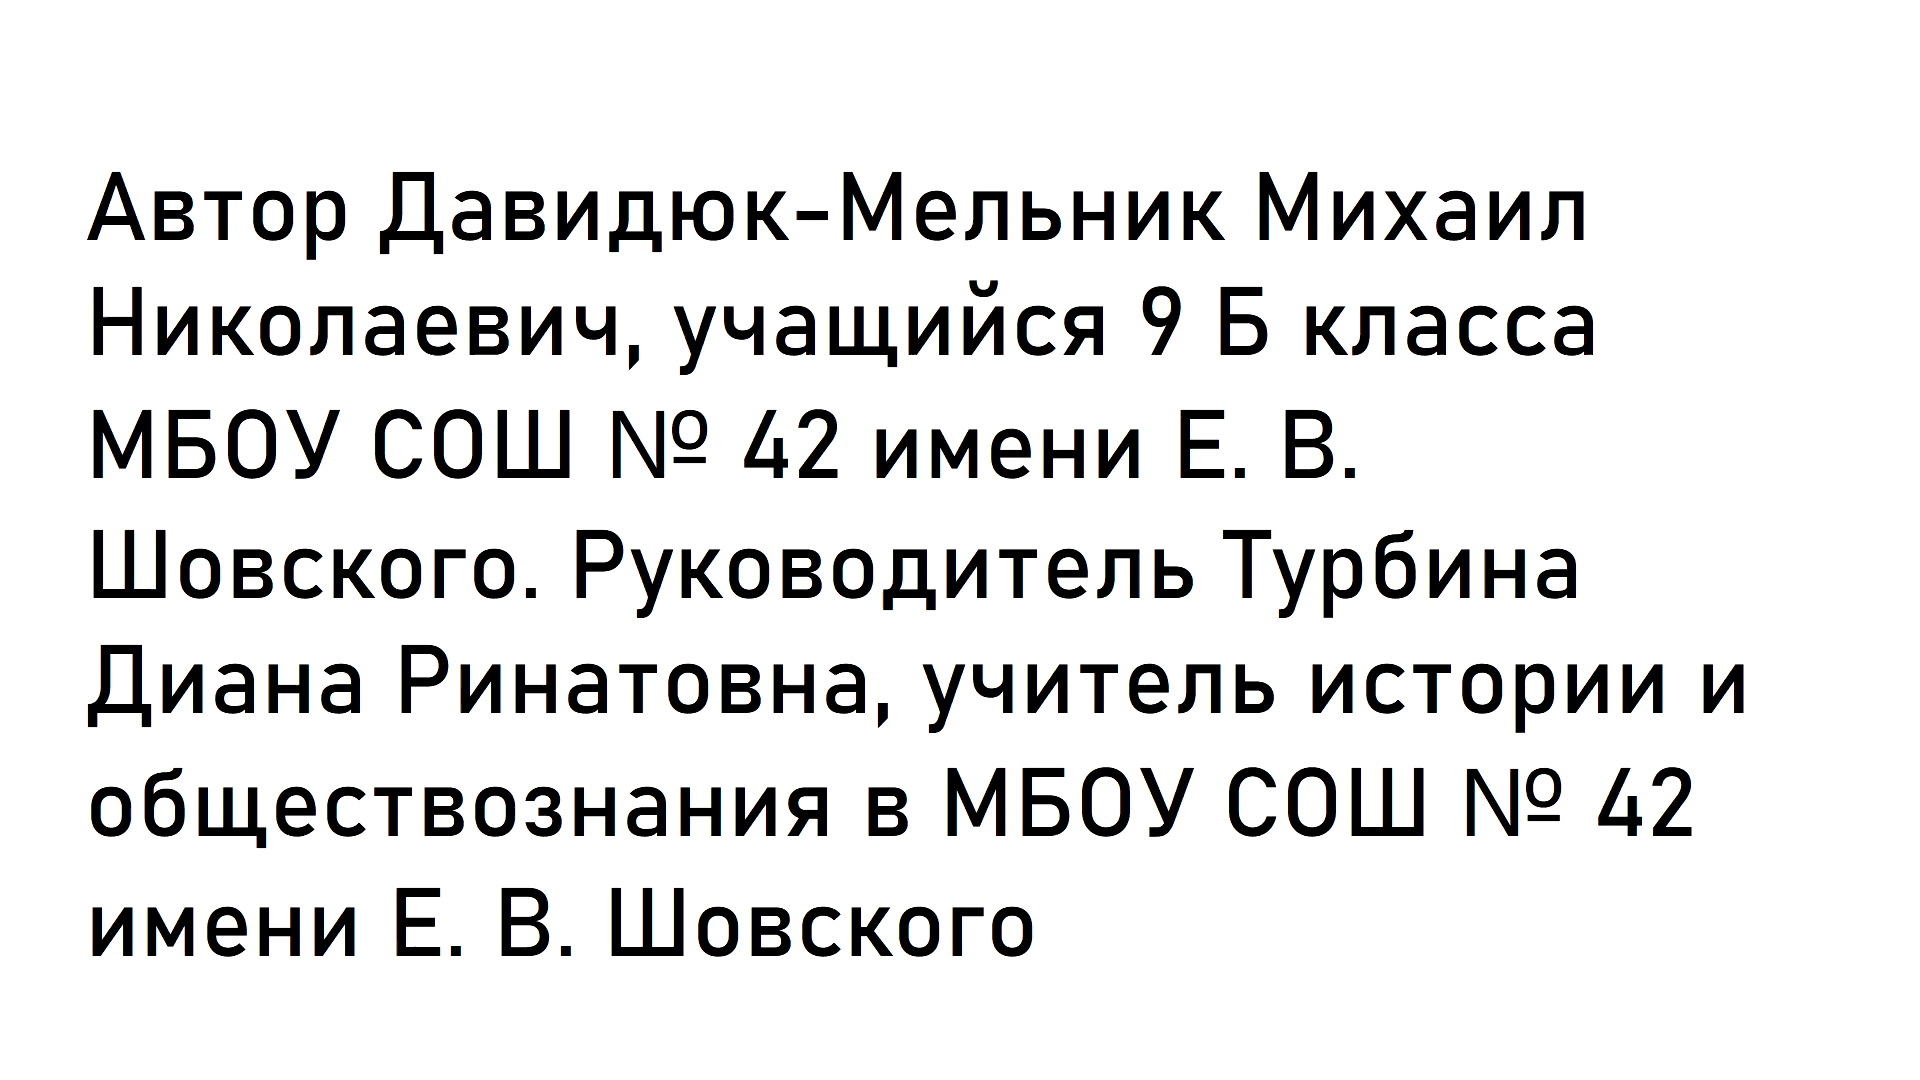 Автор Давидюк-Мельник Михаил
Николаевич, учащийся 9 Б класса
МБОУ СОШ № 42 имени Е. В.
Шовского. Руководитель Турбина
Диана Ринатовна, учитель истории и
обществознания в МБОУ СОШ № 42
имени Е. В. Шовского